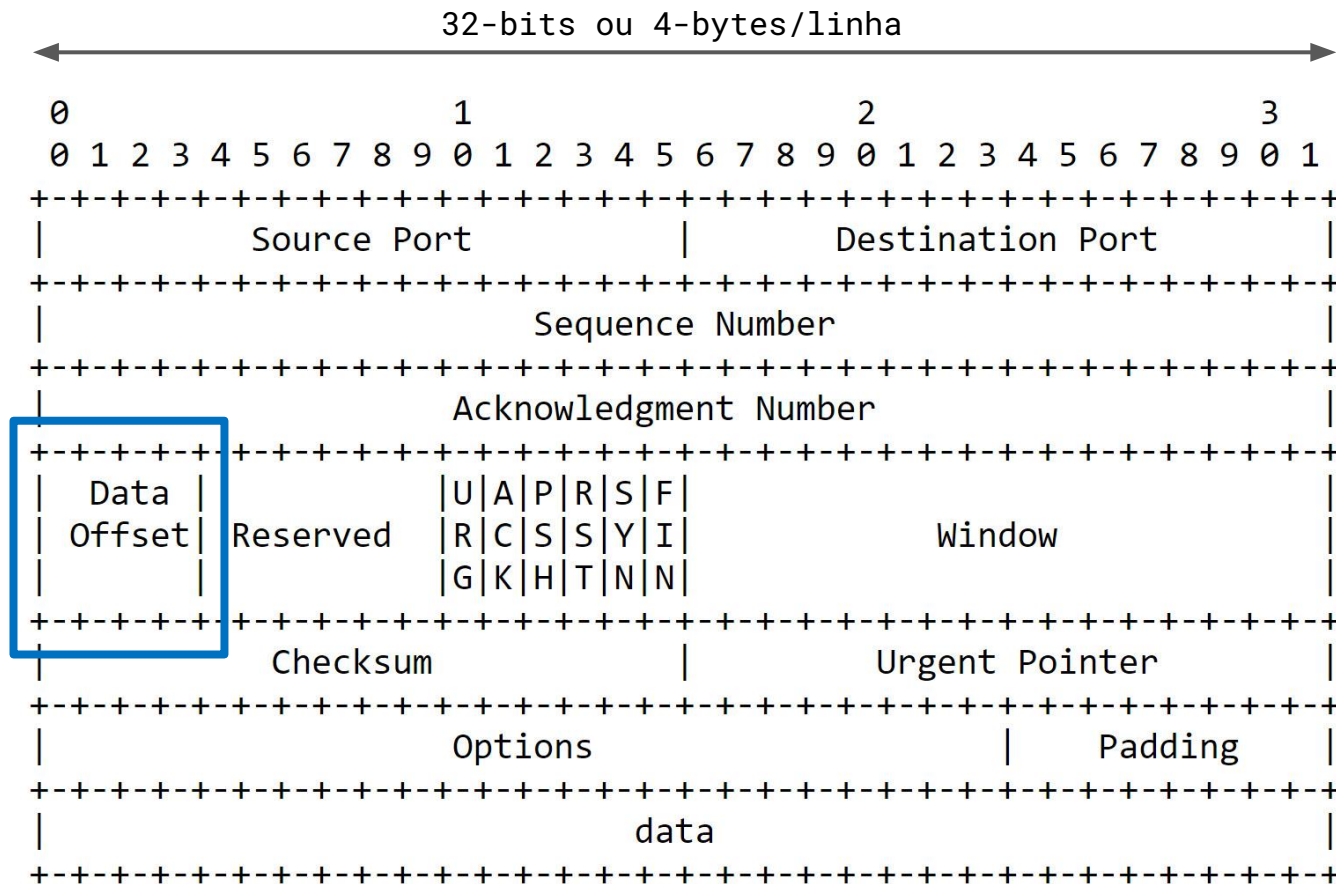 32-bits ou 4-bytes/linha
 0                   1                   2                   3
 0 1 2 3 4 5 6 7 8 9 0 1 2 3 4 5 6 7 8 9 0 1 2 3 4 5 6 7 8 9 0 1
+-+-+-+-+-+-+-+-+-+-+-+-+-+-+-+-+-+-+-+-+-+-+-+-+-+-+-+-+-+-+-+-+
|          Source Port          |       Destination Port        |
+-+-+-+-+-+-+-+-+-+-+-+-+-+-+-+-+-+-+-+-+-+-+-+-+-+-+-+-+-+-+-+-+
|                        Sequence Number                        |
+-+-+-+-+-+-+-+-+-+-+-+-+-+-+-+-+-+-+-+-+-+-+-+-+-+-+-+-+-+-+-+-+
|                    Acknowledgment Number                      |
+-+-+-+-+-+-+-+-+-+-+-+-+-+-+-+-+-+-+-+-+-+-+-+-+-+-+-+-+-+-+-+-+
|  Data |           |U|A|P|R|S|F|                               |
| Offset| Reserved  |R|C|S|S|Y|I|            Window             |
|       |           |G|K|H|T|N|N|                               |
+-+-+-+-+-+-+-+-+-+-+-+-+-+-+-+-+-+-+-+-+-+-+-+-+-+-+-+-+-+-+-+-+
|           Checksum            |         Urgent Pointer        |
+-+-+-+-+-+-+-+-+-+-+-+-+-+-+-+-+-+-+-+-+-+-+-+-+-+-+-+-+-+-+-+-+
|                    Options                    |    Padding    |
+-+-+-+-+-+-+-+-+-+-+-+-+-+-+-+-+-+-+-+-+-+-+-+-+-+-+-+-+-+-+-+-+
|                             data                              |
+-+-+-+-+-+-+-+-+-+-+-+-+-+-+-+-+-+-+-+-+-+-+-+-+-+-+-+-+-+-+-+-+